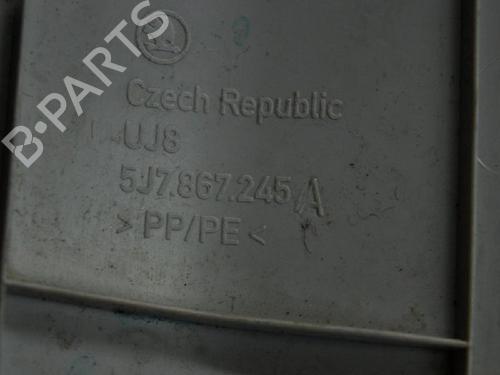 B-PARTS
Czech Republic
UJ8
5J7.867.245 A
> PP/PE <